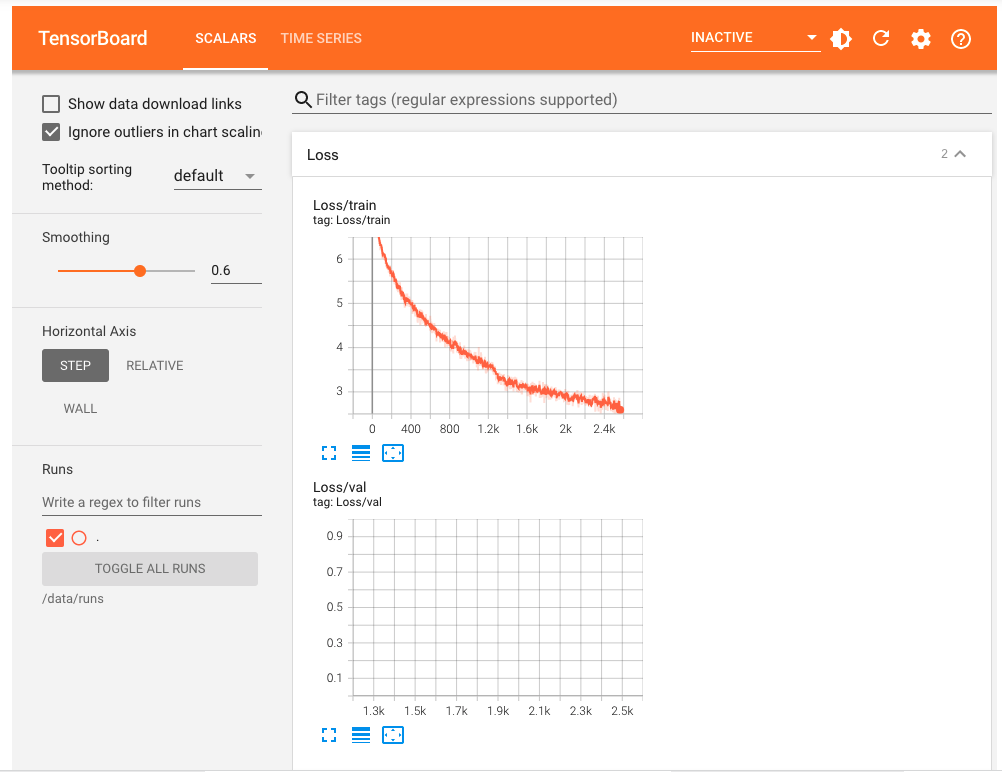 TensorBoard
SCALARS
TIME SERIES
INACTIVE
Show data download links
Ignore outliers in chart scalin
Tooltip sorting
method:
default
Smoothing
0.6
Horizontal Axis
STEP
RELATIVE
WALL
Runs
Write a regex to filter runs
.
TOGGLE ALL RUNS
/data/runs
Filter tags (regular expressions supported)
Loss
2
Loss/train
tag: Loss/train
6
5
4
3
0 400 800 1.2k 1.6k 2k 2.4k
Loss/val
tag: Loss/val
0.9
0.7
0.5
0.3
0.1
1.3k 1.5k 1.7k 1.9k 2.1k 2.3k 2.5k